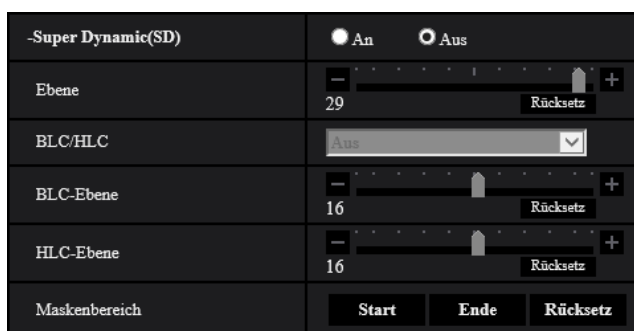 -Super Dynamic(SD) An Aus
Ebene
29 Rücksetz
BLC/HLC Aus
BLC-Ebene
16 Rücksetz
HLC-Ebene
16 Rücksetz
Maskenbereich Start Ende Rücksetz